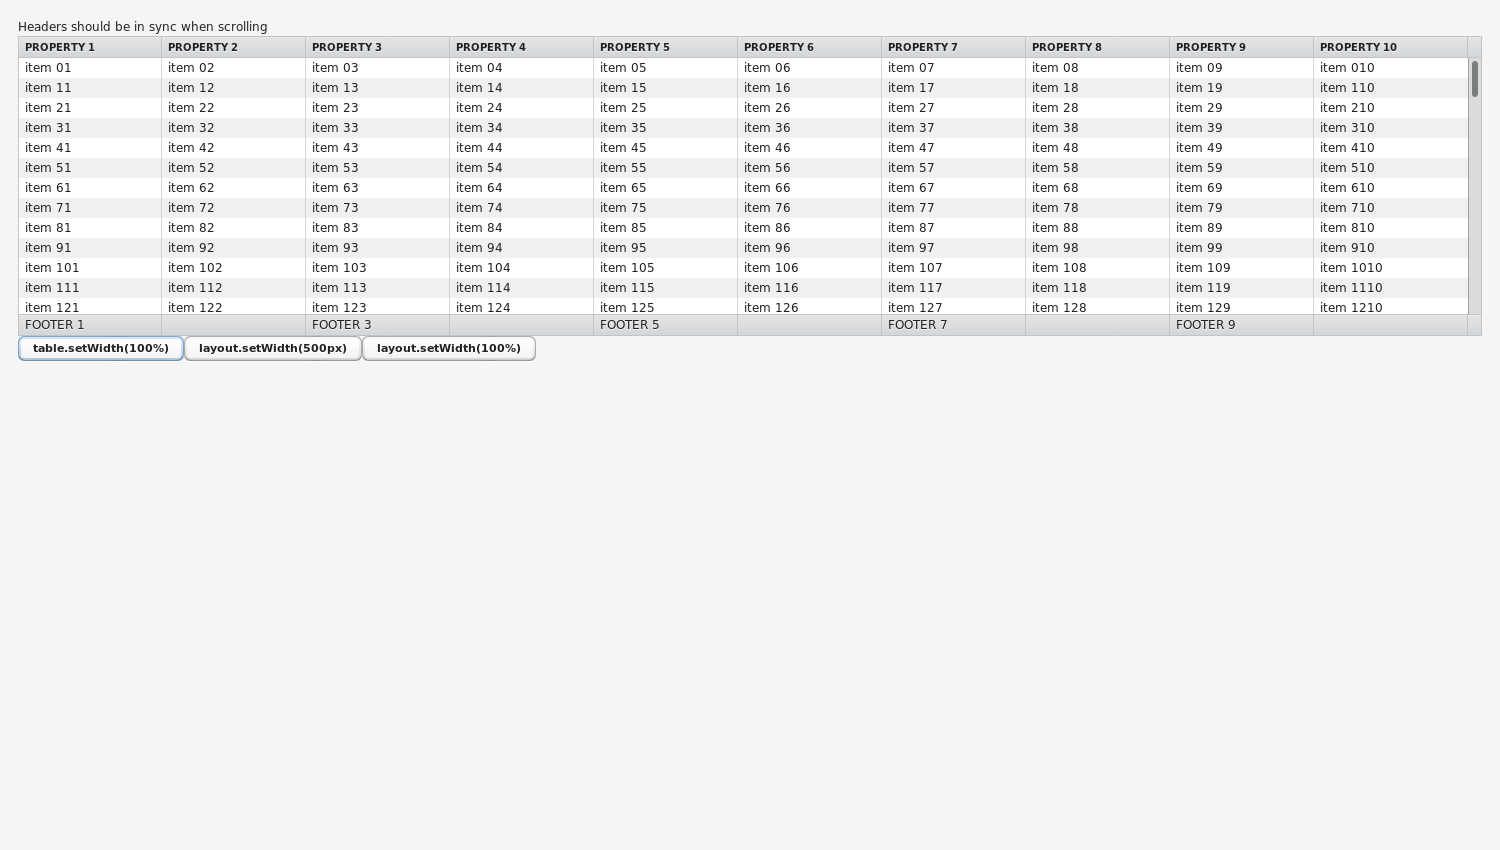 Headers should be in sync when scrolling
PROPERTY 1 PROPERTY 2 PROPERTY 3 PROPERTY 4 PROPERTY 5 PROPERTY 6 PROPERTY 7 PROPERTY 8 PROPERTY 9 PROPERTY 10
item 01 item 02 item 03 item 04 item 05 item 06 item 07 item 08 item 09 item 010
item 11 item 12 item 13 item 14 item 15 item 16 item 17 item 18 item 19 item 110
item 21 item 22 item 23 item 24 item 25 item 26 item 27 item 28 item 29 item 210
item 31 item 32 item 33 item 34 item 35 item 36 item 37 item 38 item 39 item 310
item 41 item 42 item 43 item 44 item 45 item 46 item 47 item 48 item 49 item 410
item 51 item 52 item 53 item 54 item 55 item 56 item 57 item 58 item 59 item 510
item 61 item 62 item 63 item 64 item 65 item 66 item 67 item 68 item 69 item 610
item 71 item 72 item 73 item 74 item 75 item 76 item 77 item 78 item 79 item 710
item 81 item 82 item 83 item 84 item 85 item 86 item 87 item 88 item 89 item 810
item 91 item 92 item 93 item 94 item 95 item 96 item 97 item 98 item 99 item 910
item 101 item 102 item 103 item 104 item 105 item 106 item 107 item 108 item 109 item 1010
item 111 item 112 item 113 item 114 item 115 item 116 item 117 item 118 item 119 item 1110
item 121 item 122 item 123 item 124 item 125 item 126 item 127 item 128 item 129 item 1210
FOOTER 1 FOOTER 3 FOOTER 5 FOOTER 7 FOOTER 9
table.setWidth(100%) layout.setWidth(500px) layout.setWidth(100%)